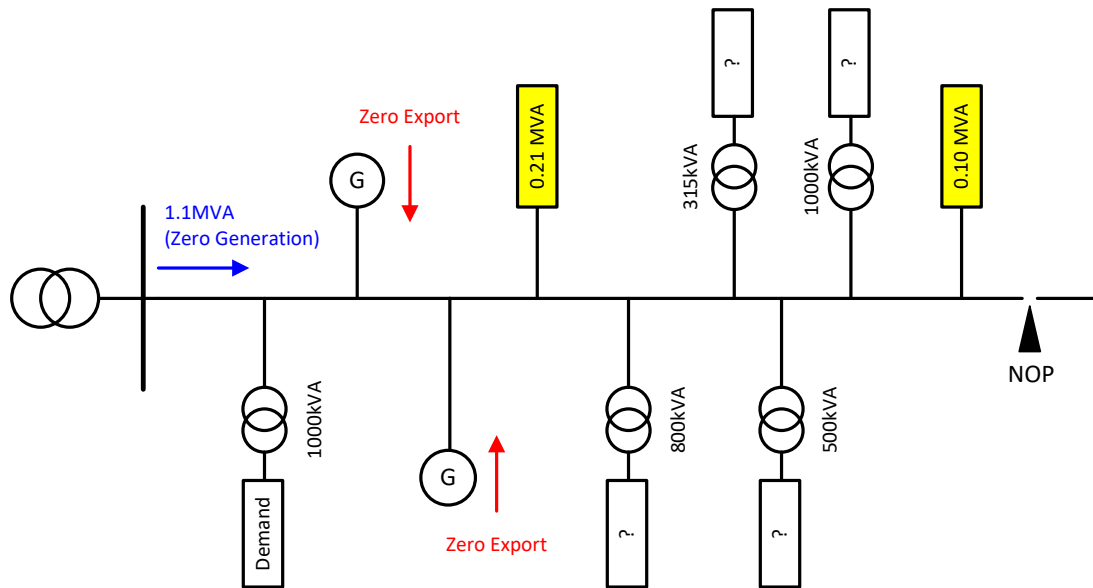 ?
?
Zero Export
0.21 MVA
315kVA
1000kVA
0.10 MVA
G
1.1MVA
(Zero Generation)
NOP
1000kVA
800kVA
500kVA
G
Demand
?
?
Zero Export